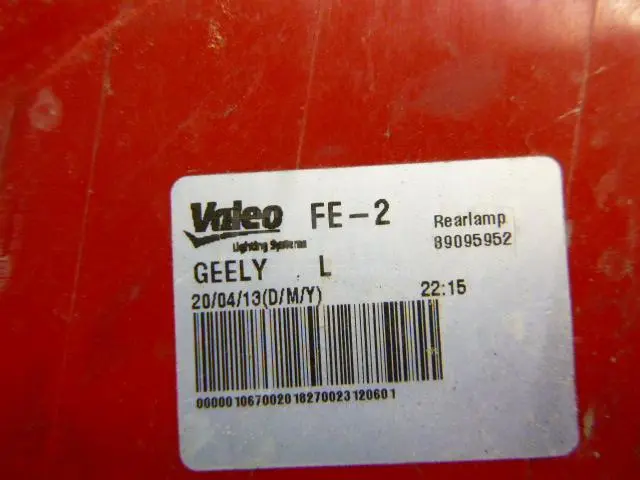 Valeo FE-2 Rearlamp
Lighting Systems 89095952
GEELY L
20/04/13(D/M/Y) 22:15
000001067002018270023120601